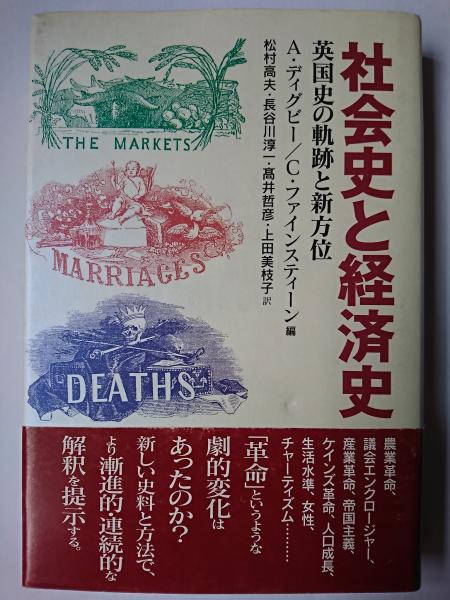 社会史と経済史
英国史の軌跡と新方位
A・ディグビー／C・ファインスティーン 編
松村高夫・長谷川淳一・髙井哲彦・上田美枝子 訳
THE MARKETS
MARRIAGES
DEATHS
農業革命、
議会エンクロージャー、
産業革命、帝国主義、
ケインズ革命、人口成長、
生活水準、女性、
チャーティズム………
「革命」というような
劇的変化は
あったのか？
新しい史料と方法で、
より漸進的・連続的な
解釈を提示する。